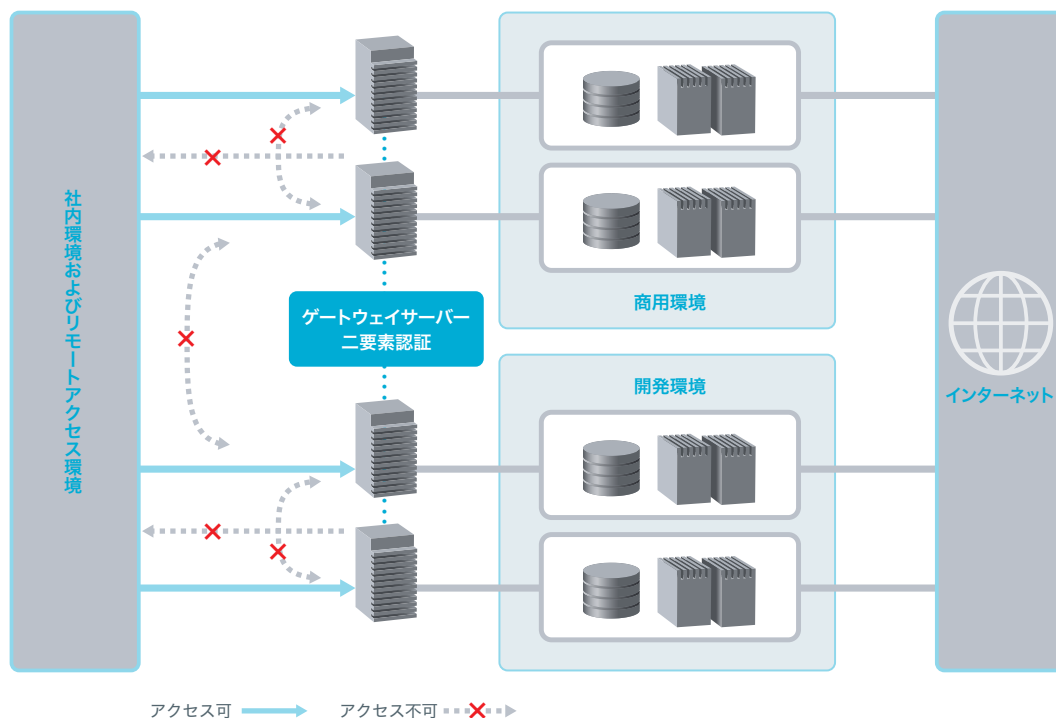 社内環境およびリモートアクセス環境
ゲートウェイサーバー
二要素認証
商用環境
開発環境
インターネット
アクセス可
アクセス不可